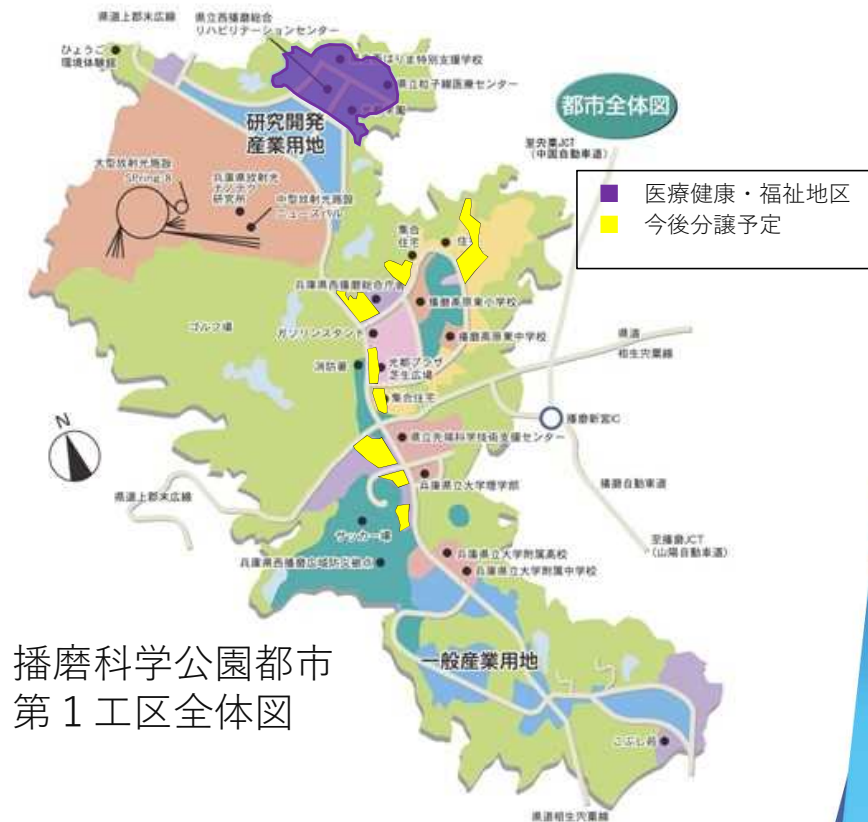 県道上郡末広線
県立西播磨総合
リハビリテーションセンター
ひょうご
環境体験館
はりま特別支援学校
県立粒子線医療センター
研究開発
産業用地
都市全体図
至宍粟JCT
(中国自動車道)
医療健康・福祉地区
今後分譲予定
大型放射光施設
SPring-8
兵庫県放射光
ナノテク
研究所
中型放射光施設
ニュースバル
集合
住宅
兵庫県西播磨総合庁舎
播磨高原東小学校
ゴルフ場
ガソリンスタンド
播磨高原東中学校
県道
相生宍粟線
消防署
光都プラザ
芝生広場
集合住宅
播磨新宮IC
N
県立先端科学技術支援センター
兵庫県立大学理学部
播磨自動車道
県道上郡末広線
サッカー場
至播磨JCT
(山陽自動車道)
兵庫県立大学附属高校
兵庫県西播磨広域防災拠点
兵庫県立大学附属中学校
一般産業用地
播磨科学公園都市
第1工区全体図
こぶし苑
県道相生宍粟線